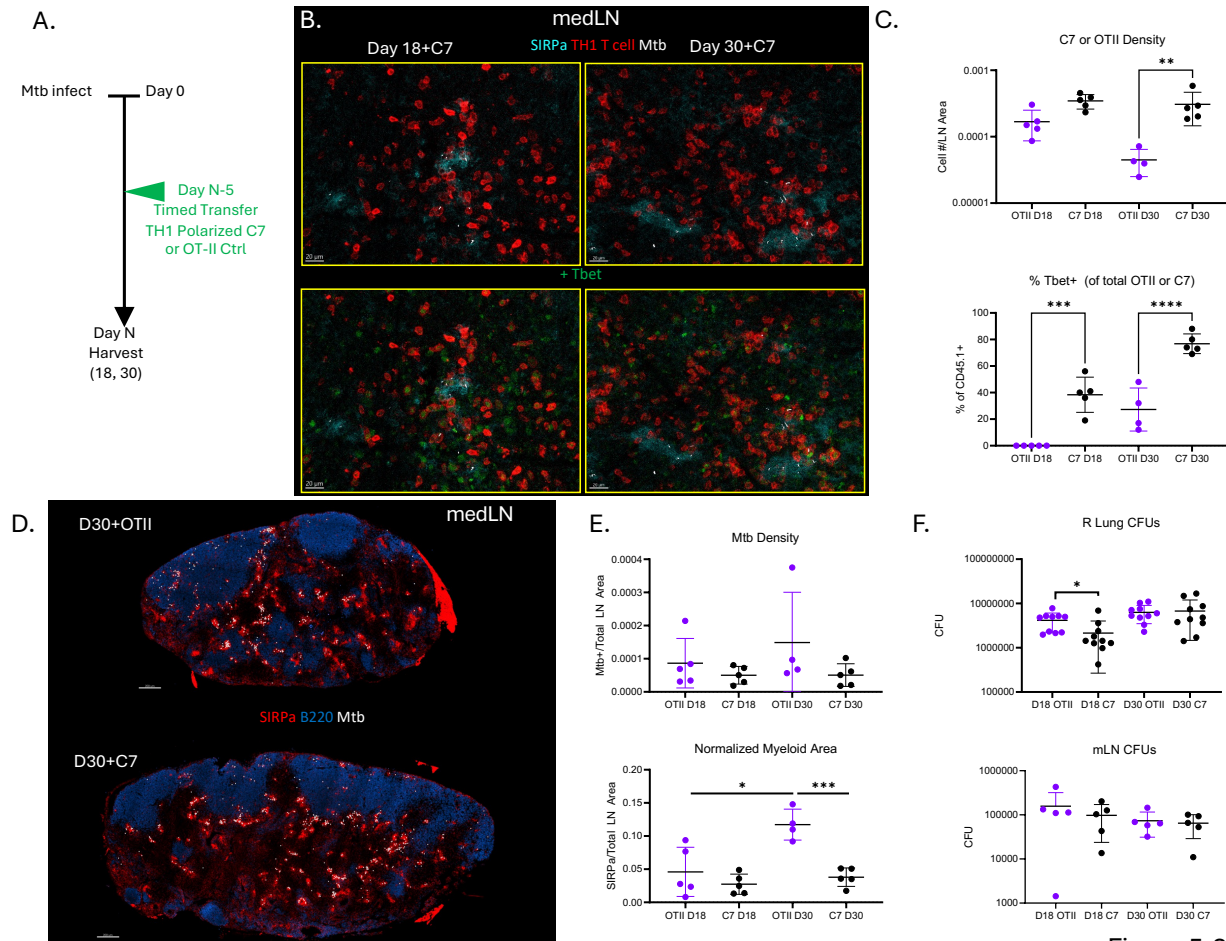 A.
Mtb infect
Day 0
Day N-5
Timed Transfer
TH1 Polarized C7
or OT-II Ctrl
Day N
Harvest
(18, 30)
B.
medLN
Day 18+C7
SIRPa TH1 T cell Mtb
Day 30+C7
20 µm
20 µm
+ Tbet
20 µm
20 µm
C.
C7 or OTII Density
**
0.001
0.0001
0.00001
Cell #/LN Area
OTII D18
C7 D18
OTII D30
C7 D30
% Tbet+ (of total OTII or C7)
***
****
100
80
60
40
20
0
% of CD45.1+
OTII D18
C7 D18
OTII D30
C7 D30
D.
D30+OTII
medLN
SIRPa B220 Mtb
D30+C7
E.
Mtb Density
0.0004
0.0003
0.0002
0.0001
0.0000
Mtb+/Total LN Area
OTII D18
C7 D18
OTII D30
C7 D30
Normalized Myeloid Area
*
***
0.20
0.15
0.10
0.05
0.00
SIRPa/Total LN Area
OTII D18
C7 D18
OTII D30
C7 D30
F.
R Lung CFUs
*
100000000
10000000
1000000
100000
CFU
D18 OTII
D18 C7
D30 OTII
D30 C7
mLN CFUs
1000000
100000
10000
1000
CFU
D18 OTII
D18 C7
D30 OTII
D30 C7